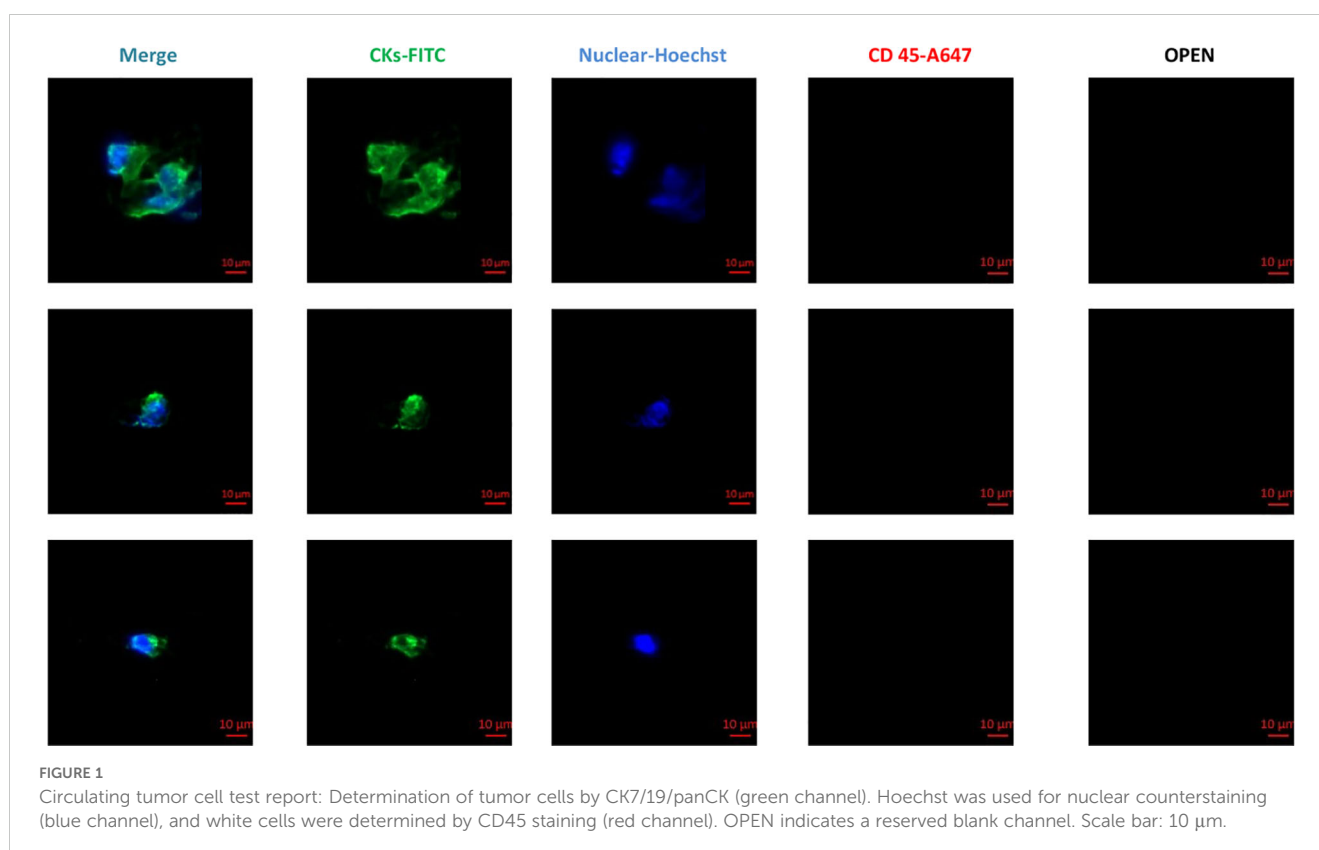 Merge CKs-FITC Nuclear-Hoechst CD 45-A647 OPEN
10 µm 10 µm 10 µm 10 µm 10 µm
10 µm 10 µm 10 µm 10 µm 10 µm
10 µm 10 µm 10 µm 10 µm 10 µm
FIGURE 1
Circulating tumor cell test report: Determination of tumor cells by CK7/19/panCK (green channel). Hoechst was used for nuclear counterstaining
(blue channel), and white cells were determined by CD45 staining (red channel). OPEN indicates a reserved blank channel. Scale bar: 10 µm.